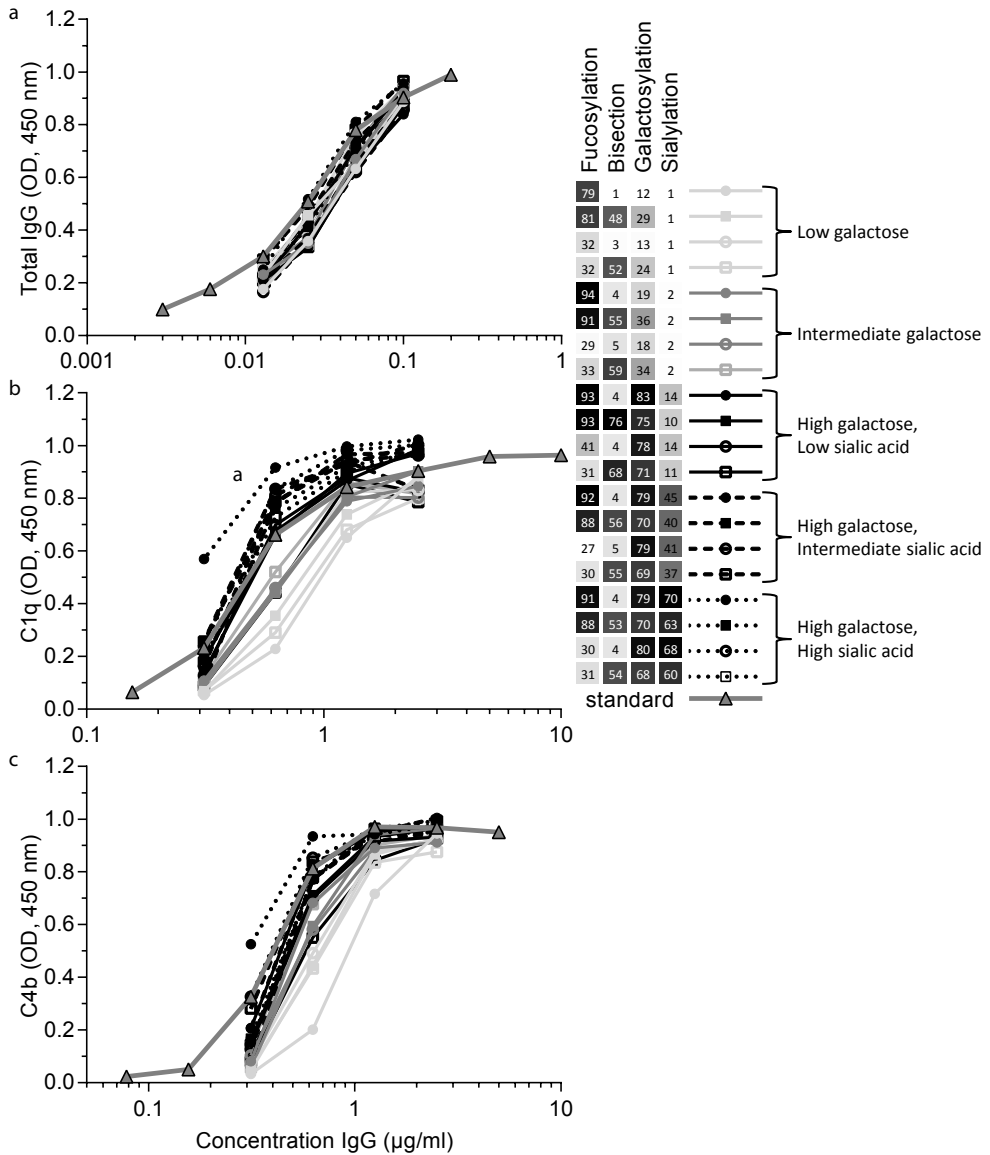 a
1.2
1.0
0.8
0.6
0.4
0.2
0.0
Total IgG (OD, 450 nm)
0.001 0.01 0.1 1
b
1.2
1.0
0.8
0.6
0.4
0.2
0.0
C1q (OD, 450 nm)
a
0.1 1 10
c
1.2
1.0
0.8
0.6
0.4
0.2
0.0
C4b (OD, 450 nm)
0.1 1 10
Concentration IgG (µg/ml)
Fucosylation
Bisection
Galactosylation
Sialylation
79 1 12 1
81 48 29 1
32 3 13 1
32 52 24 1
Low galactose
94 4 19 2
91 55 36 2
29 5 18 2
33 59 34 2
Intermediate galactose
93 4 83 14
93 76 75 10
41 4 78 14
31 68 71 11
High galactose,
Low sialic acid
92 4 79 45
88 56 70 40
27 5 79 41
30 55 69 37
High galactose,
Intermediate sialic acid
91 4 79 70
88 53 70 63
30 4 80 68
31 54 68 60
High galactose,
High sialic acid
standard